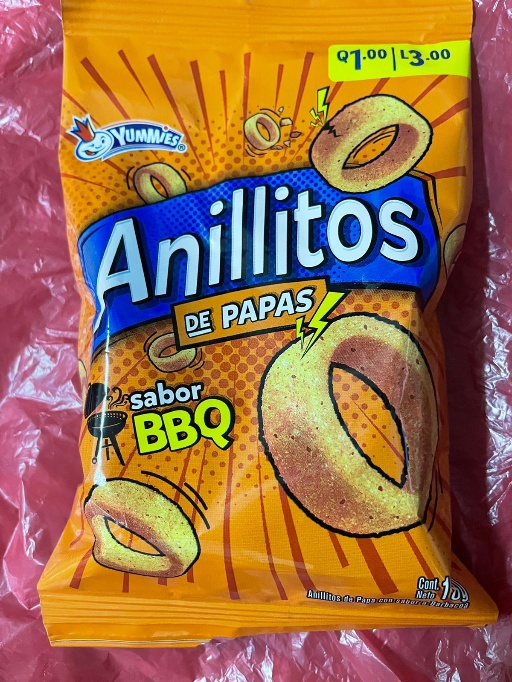 Q1.00 | L3.00
YUMMIES®
Anillitos
DE PAPAS
sabor
BBQ
Cont.
Neto
Anillitos de Papa con sabor a Barbacoa